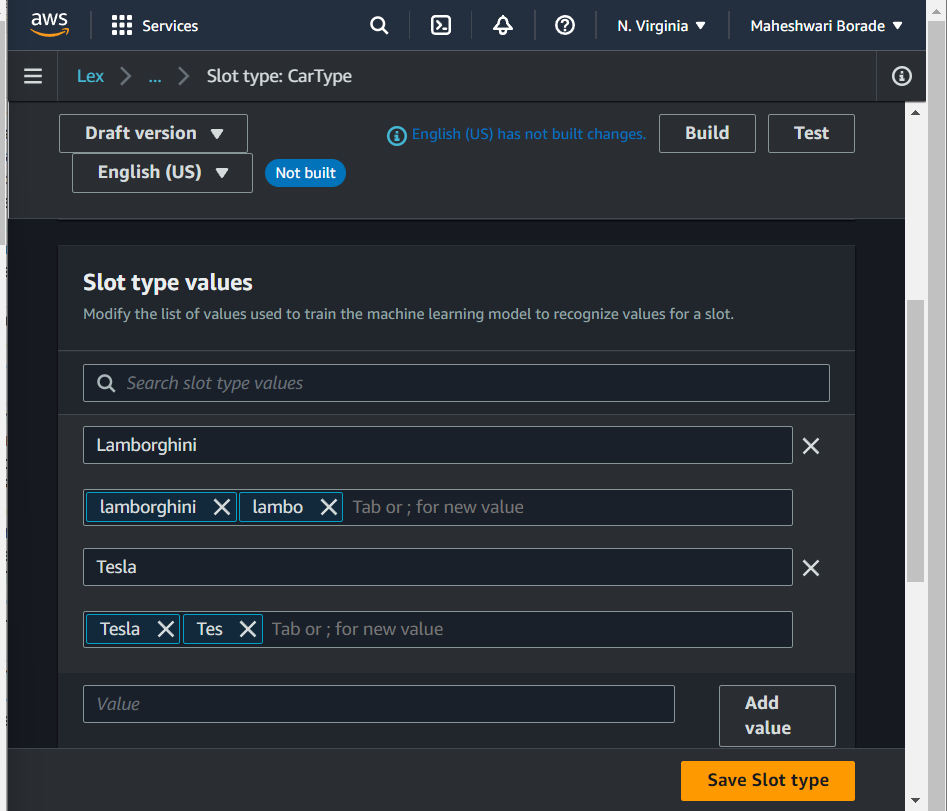 aws Services N. Virginia Maheshwari Borade
Lex ... Slot type: CarType
Draft version English (US) has not built changes. Build Test
English (US) Not built
Slot type values
Modify the list of values used to train the machine learning model to recognize values for a slot.
Search slot type values
Lamborghini
lamborghini lambo Tab or ; for new value
Tesla
Tesla Tes Tab or ; for new value
Value
Add
value
Save Slot type